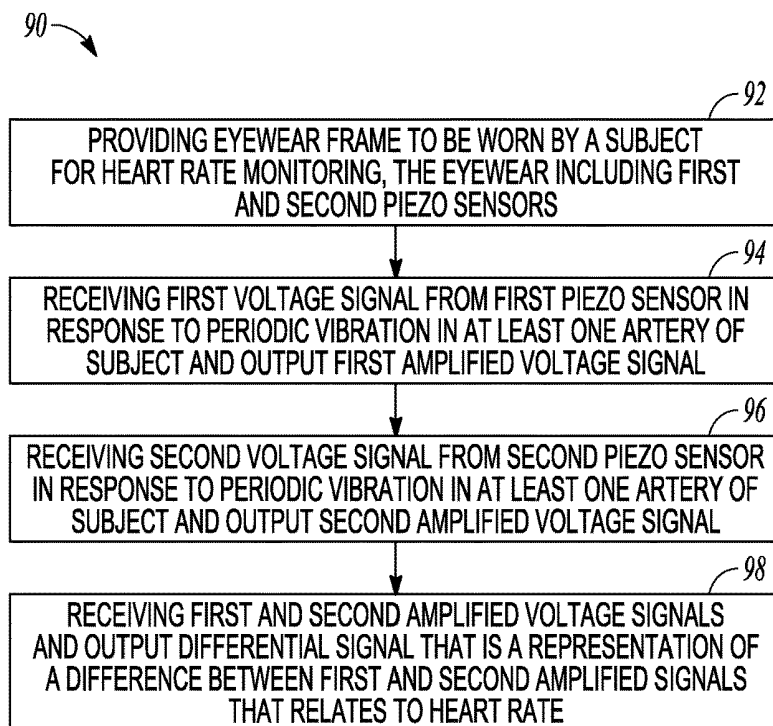 90
92
PROVIDING EYEWEAR FRAME TO BE WORN BY A SUBJECT
FOR HEART RATE MONITORING, THE EYEWEAR INCLUDING FIRST
AND SECOND PIEZO SENSORS
94
RECEIVING FIRST VOLTAGE SIGNAL FROM FIRST PIEZO SENSOR IN
RESPONSE TO PERIODIC VIBRATION IN AT LEAST ONE ARTERY OF
SUBJECT AND OUTPUT FIRST AMPLIFIED VOLTAGE SIGNAL
96
RECEIVING SECOND VOLTAGE SIGNAL FROM SECOND PIEZO SENSOR
IN RESPONSE TO PERIODIC VIBRATION IN AT LEAST ONE ARTERY OF
SUBJECT AND OUTPUT SECOND AMPLIFIED VOLTAGE SIGNAL
98
RECEIVING FIRST AND SECOND AMPLIFIED VOLTAGE SIGNALS
AND OUTPUT DIFFERENTIAL SIGNAL THAT IS A REPRESENTATION OF
A DIFFERENCE BETWEEN FIRST AND SECOND AMPLIFIED SIGNALS
THAT RELATES TO HEART RATE